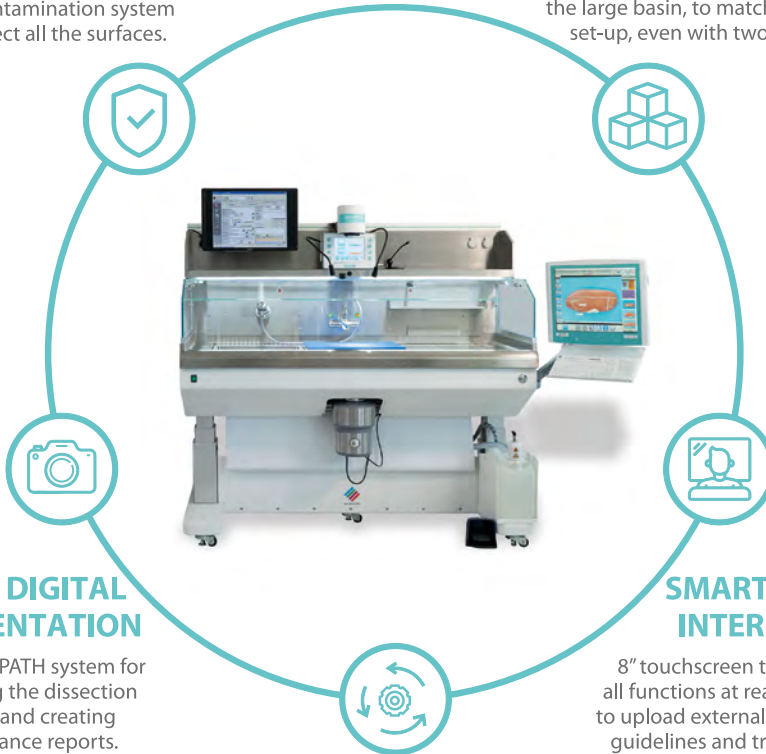 ntamination system
ect all the surfaces.
the large basin, to match
set-up, even with two
DIGITAL
ENTATION
PATH system for
g the dissection
and creating
ance reports.
SMART
INTER
8” touchscreen t
all functions at rea
to upload external
guidelines and tr